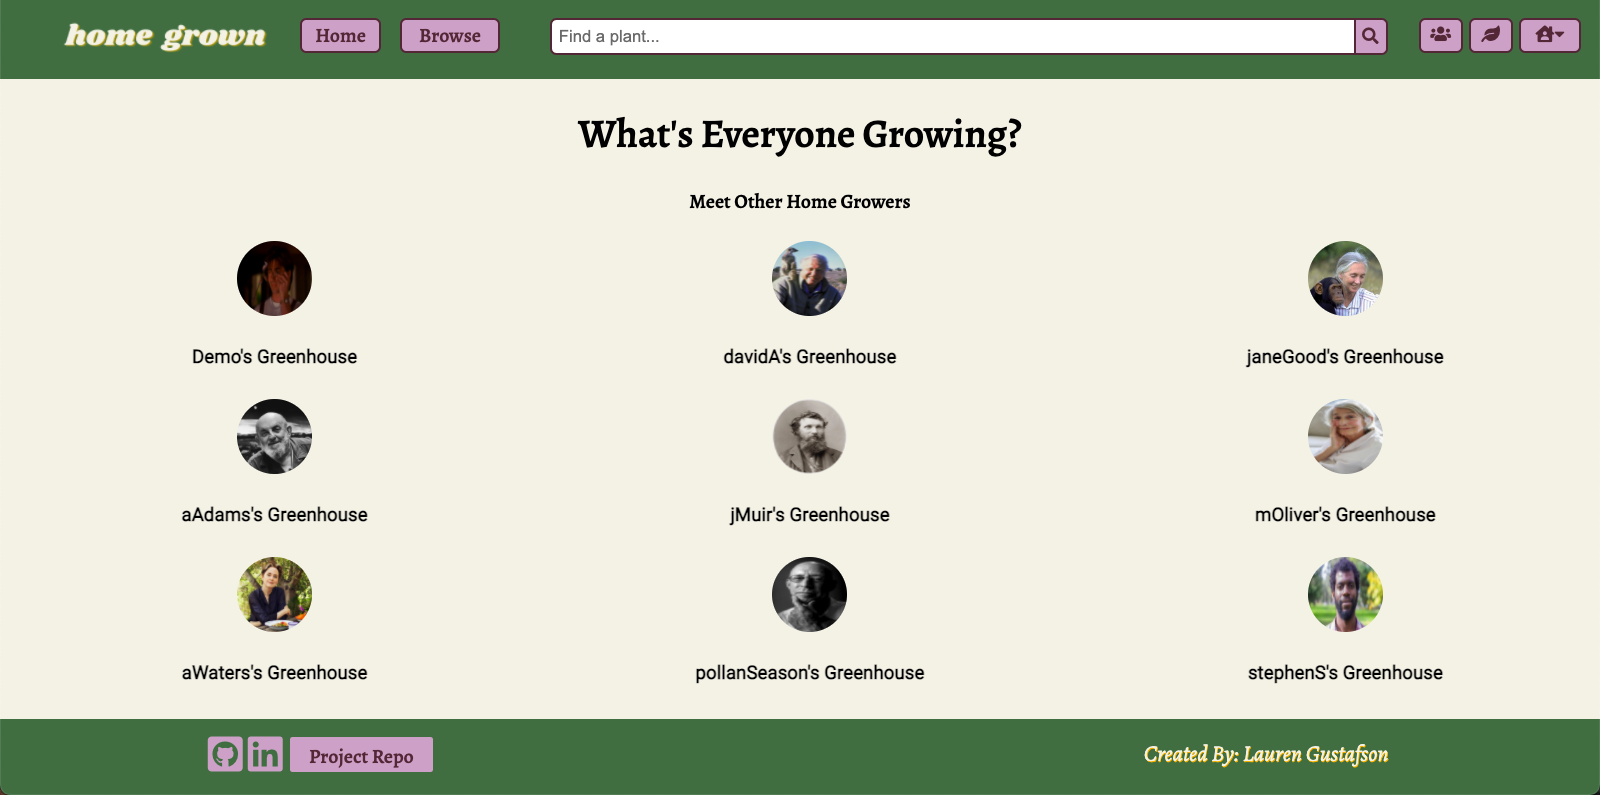 home grown
Home
Browse
Find a plant...
What's Everyone Growing?
Meet Other Home Growers
Demo's Greenhouse
davidA's Greenhouse
janeGood's Greenhouse
aAdams's Greenhouse
jMuir's Greenhouse
mOliver's Greenhouse
aWaters's Greenhouse
pollanSeason's Greenhouse
stephenS's Greenhouse
in
Project Repo
Created By: Lauren Gustafson